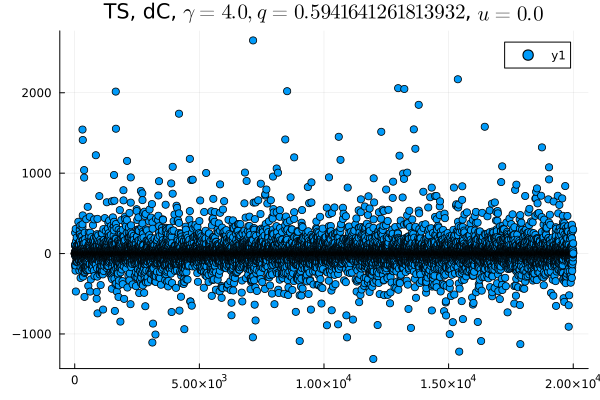 TS, dC, γ = 4.0, q = 0.5941641261813932, u = 0.0
y1
2000
1000
0
−1000
0 5.00×10³ 1.00×10⁴ 1.50×10⁴ 2.00×10⁴